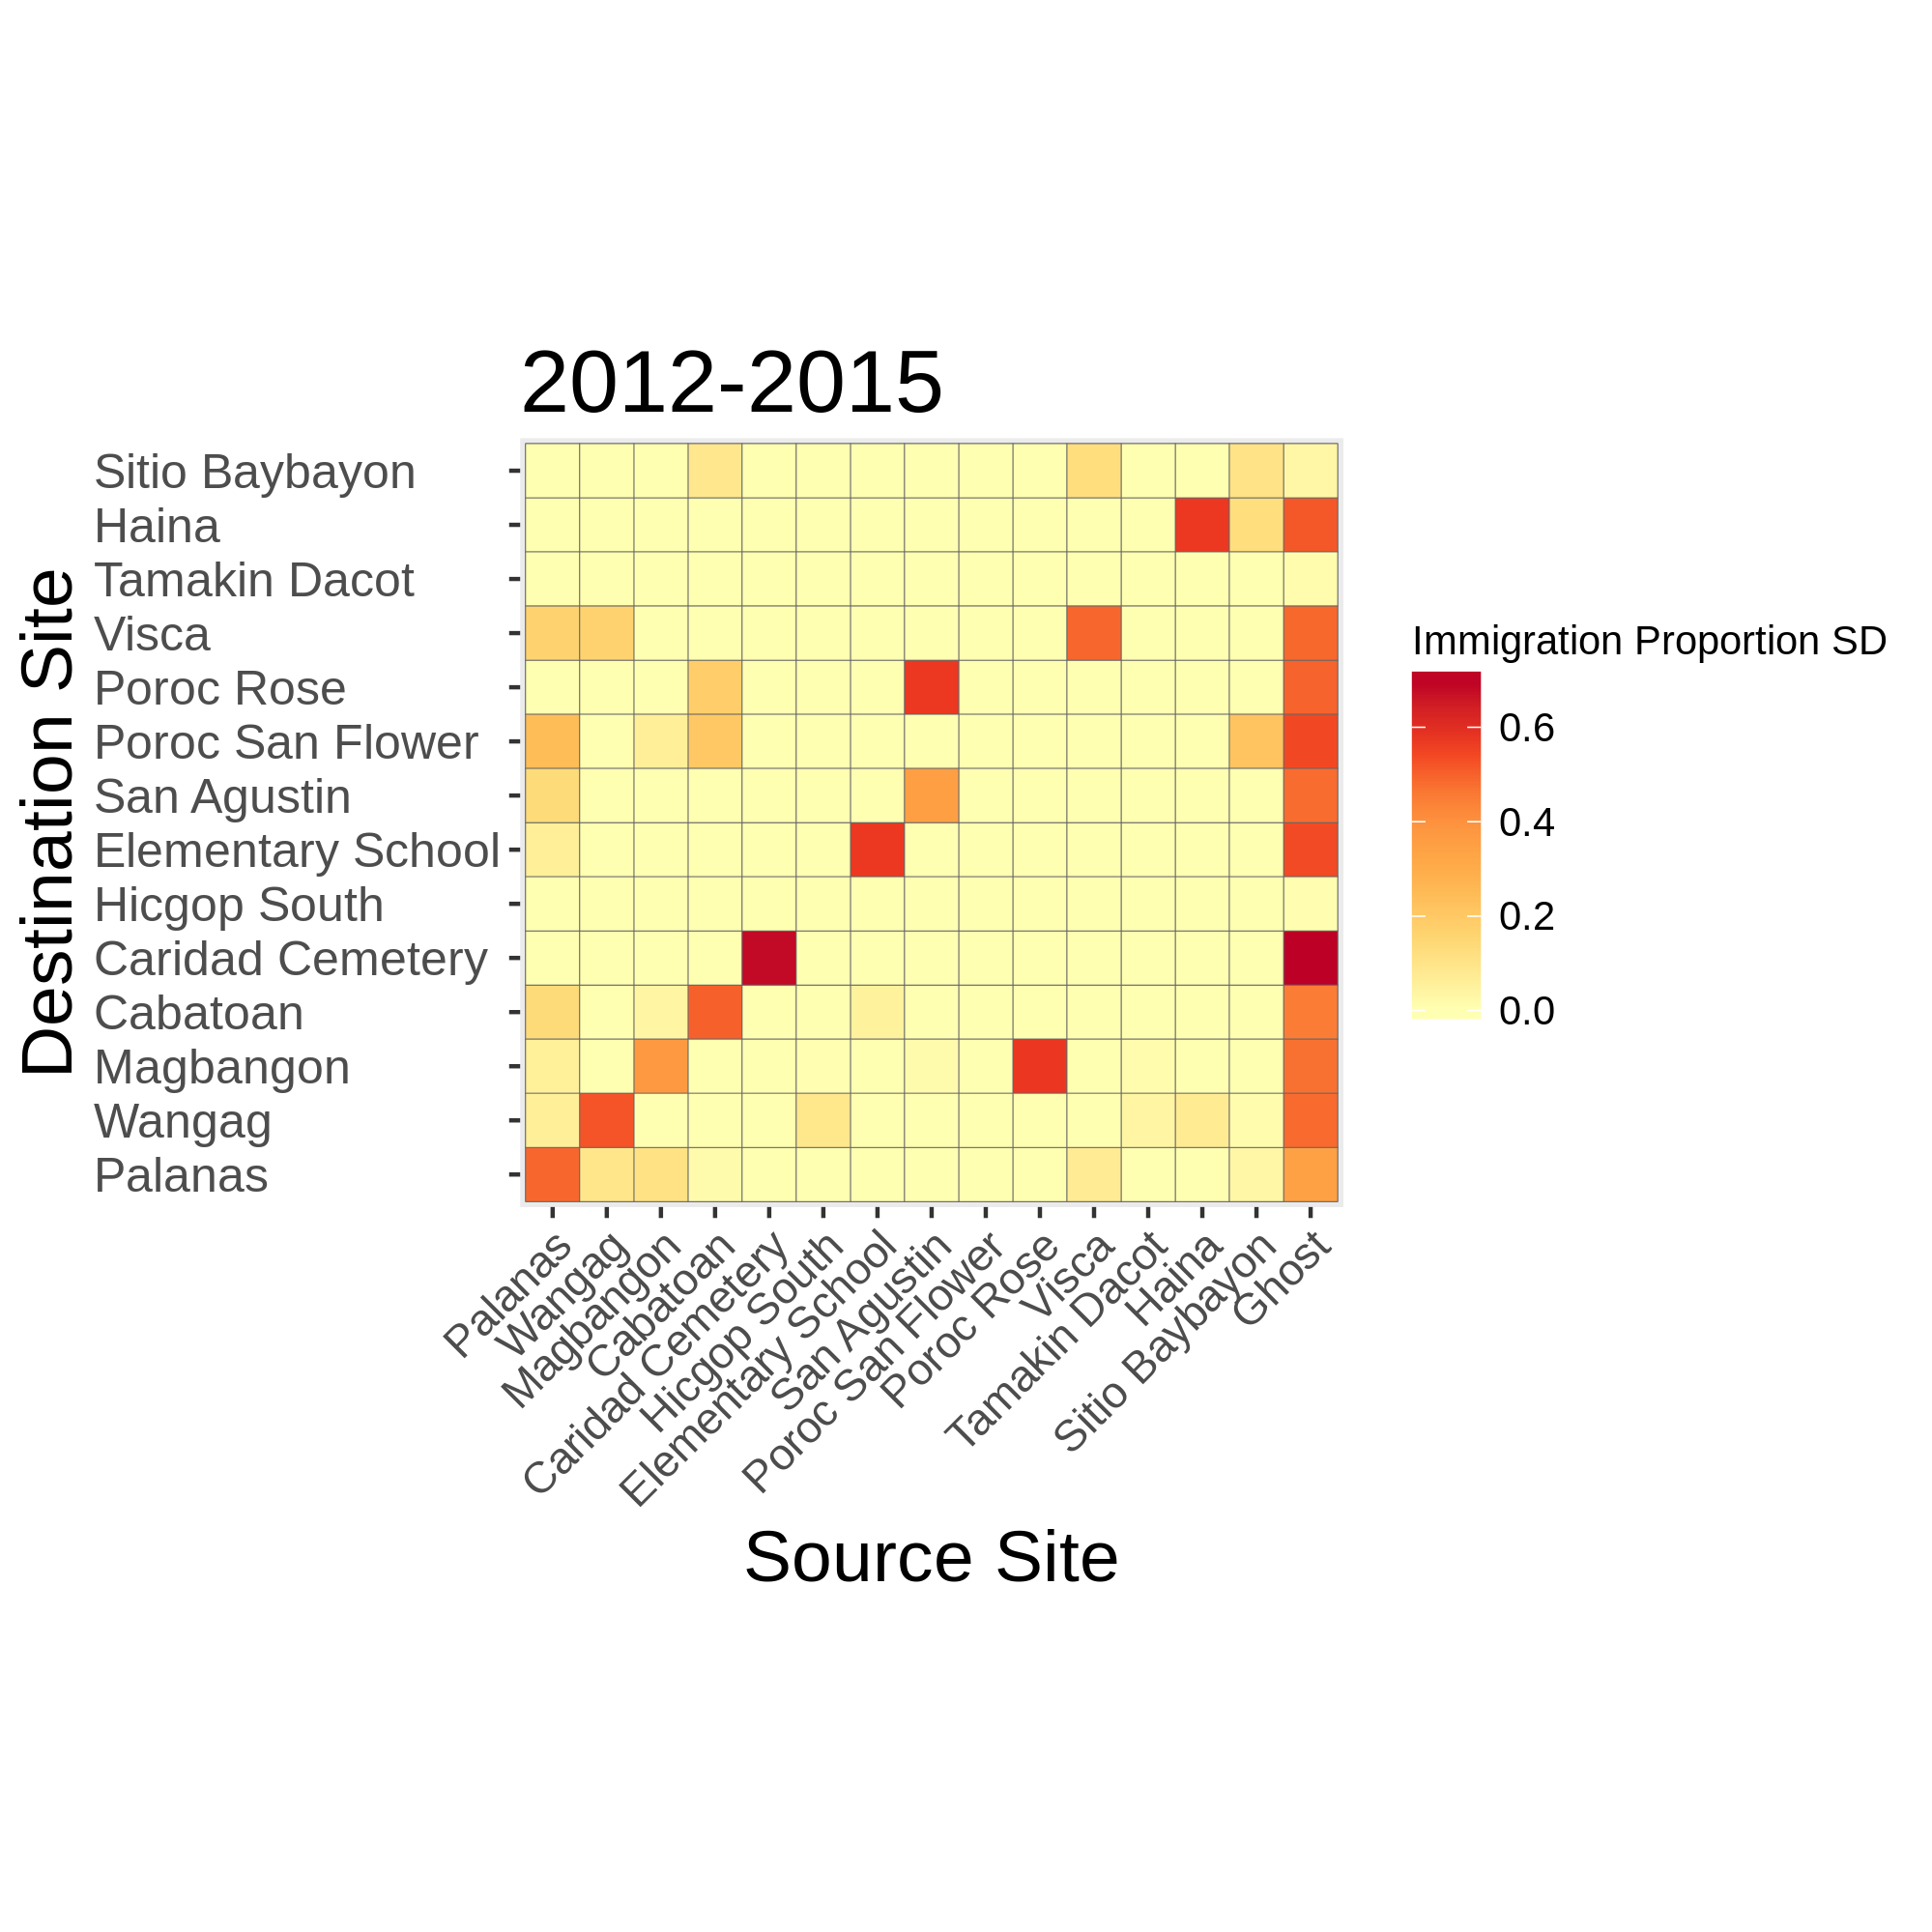 2012-2015
Destination Site
Sitio Baybayon
Haina
Tamakin Dacot
Visca
Poroc Rose
Poroc San Flower
San Agustin
Elementary School
Hicgop South
Caridad Cemetery
Cabatoan
Magbangon
Wangag
Palanas
Palanas
Wangag
Magbangon
Cabatoan
Caridad Cemetery
Hicgop South
Elementary School
San Agustin
Poroc San Flower
Poroc Rose
Visca
Tamakin Dacot
Haina
Sitio Baybayon
Ghost
Source Site
Immigration Proportion SD
0.6
0.4
0.2
0.0